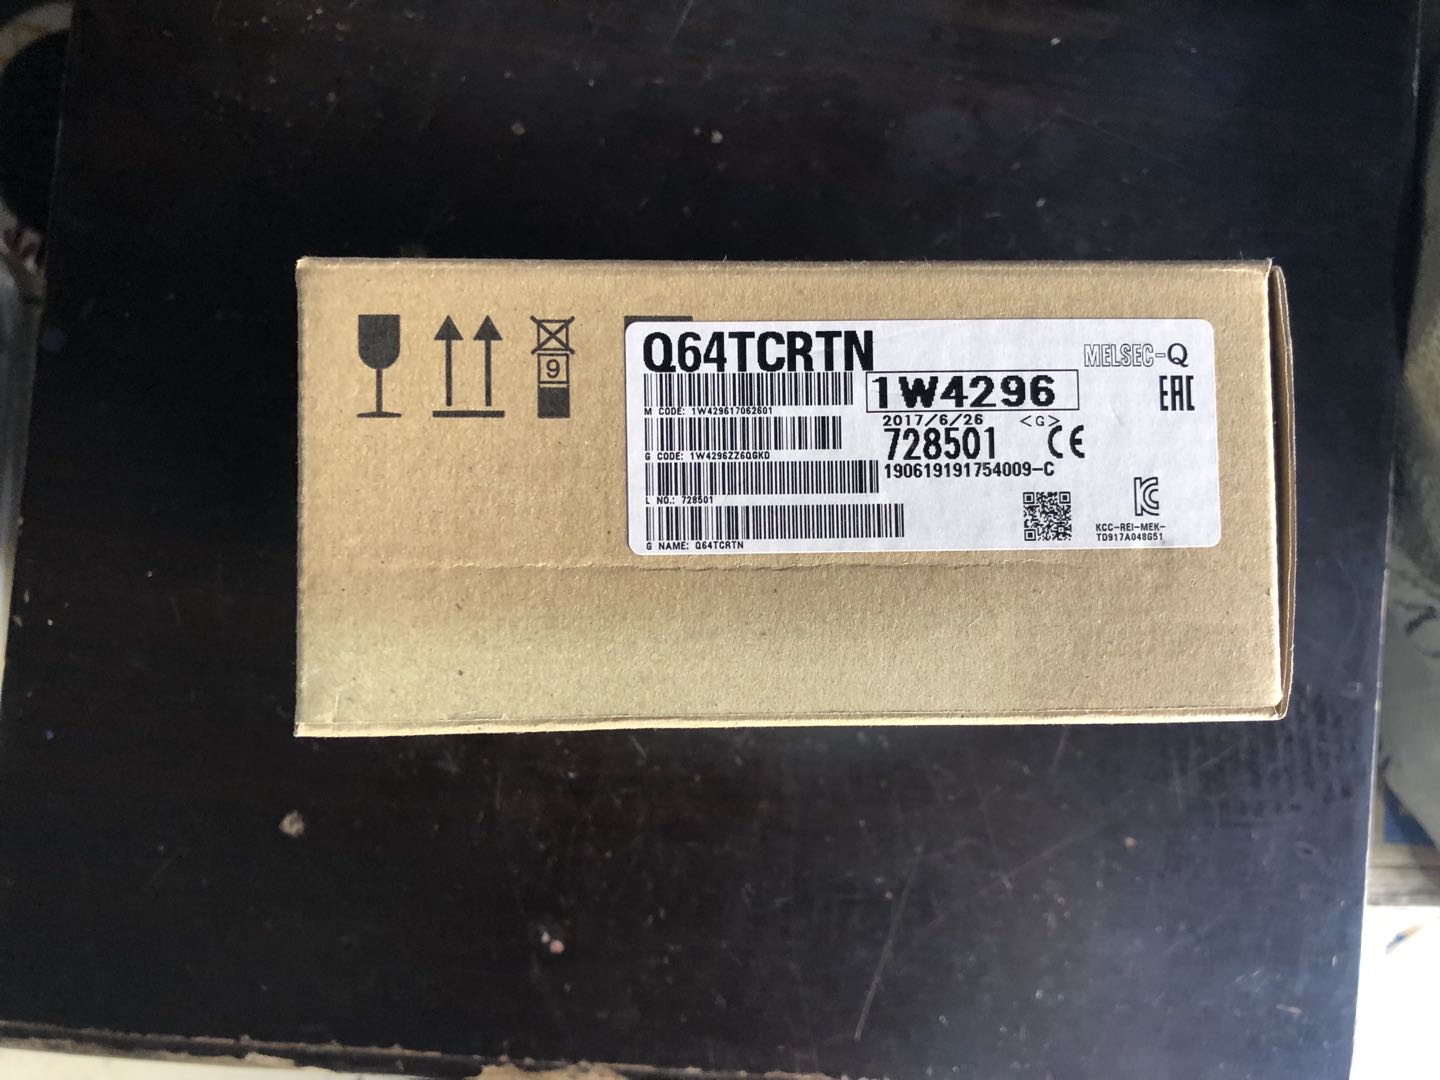 Q64TCRTN
MELSEC-Q
1W4296
EAC
M CODE: 1W429617062601
2017/6/26 <G>
728501 CE
G CODE: 1W4296ZZ6QGKD
190619191754009-C
L NO.: 728501
KCC-REI-MEK-
TD917A048G51
G NAME: Q64TCRTN
9